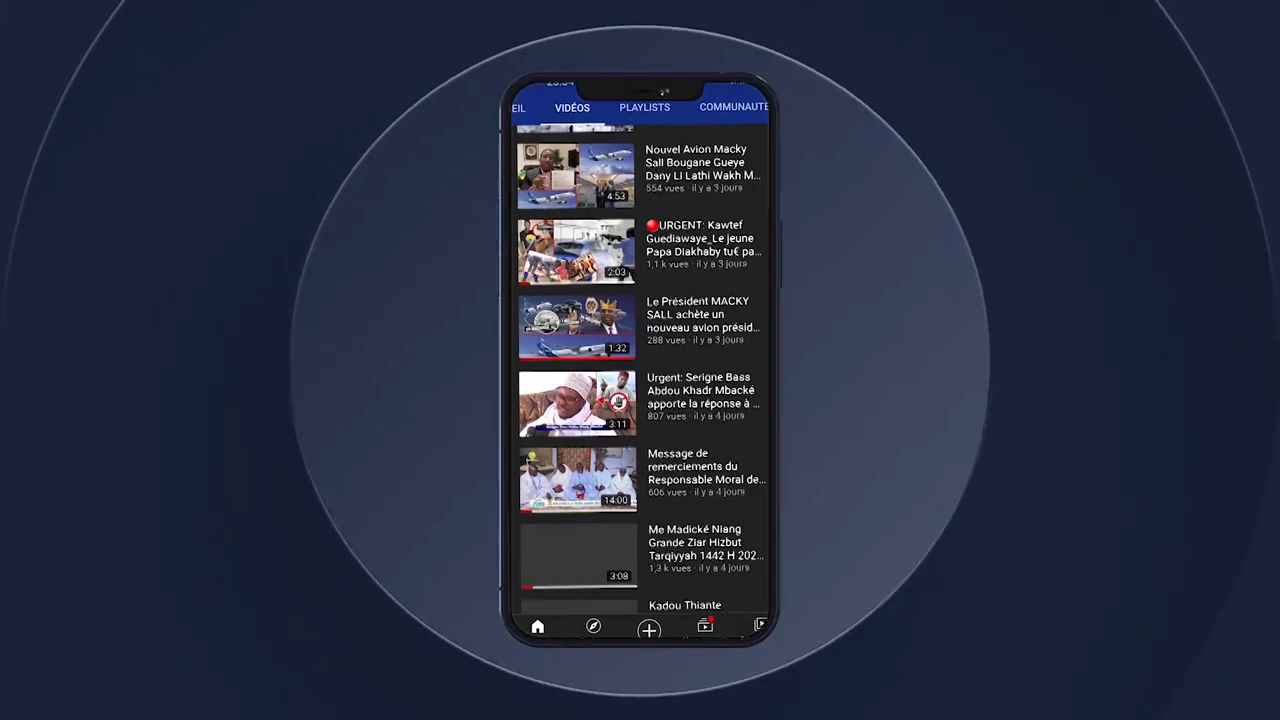 EIL VIDÉOS PLAYLISTS COMMUNAUTÉ
Nouvel Avion Macky
Sall Bougane Gueye
Dany Li Lathi Wakh M...
554 vues · il y a 3 jours
4:53
🔴URGENT: Kawtef
Guediawaye_Le jeune
Papa Diakhaby tu€ pa...
1,1 k vues · il y a 3 jours
2:03
Le Président MACKY
SALL achète un
nouveau avion présid...
288 vues · il y a 3 jours
1:32
Urgent: Serigne Bass
Abdou Khadr Mbacké
apporte la réponse à ...
807 vues · il y a 4 jours
3:11
Message de
remerciements du
Responsable Moral de...
606 vues · il y a 4 jours
14:00
Me Madické Niang
Grande Ziar Hizbut
Tarqiyyah 1442 H 202...
1,3 k vues · il y a 4 jours
3:08
Kadou Thiante